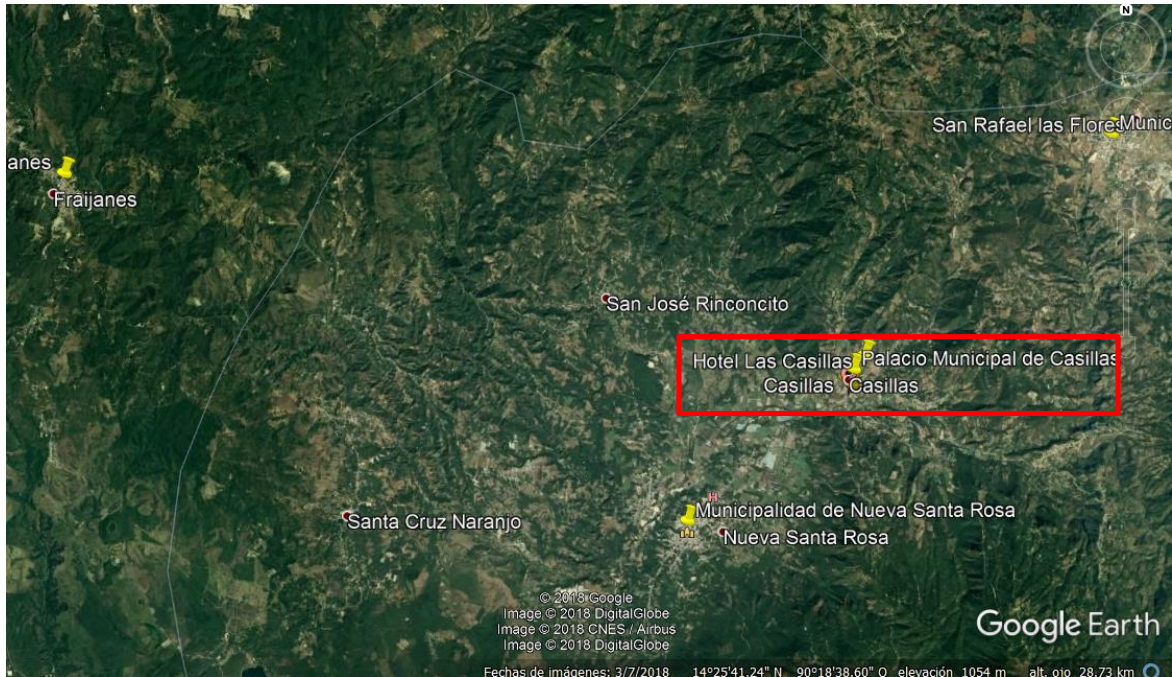 N
San Rafael las Flores Munic
anes
Fraijanes
San José Rinconcito
Hotel Las Casillas Palacio Municipal de Casillas
Casillas Casillas
H
Municipalidad de Nueva Santa Rosa
Santa Cruz Naranjo
Nueva Santa Rosa
© 2018 Google
Image © 2018 DigitalGlobe
Image © 2018 CNES / Airbus
Image © 2018 DigitalGlobe
Google Earth
Fechas de imágenes: 3/7/2018 14°25'41.24" N 90°18'38.60" O elevación 1054 m alt. ojo 28.73 km